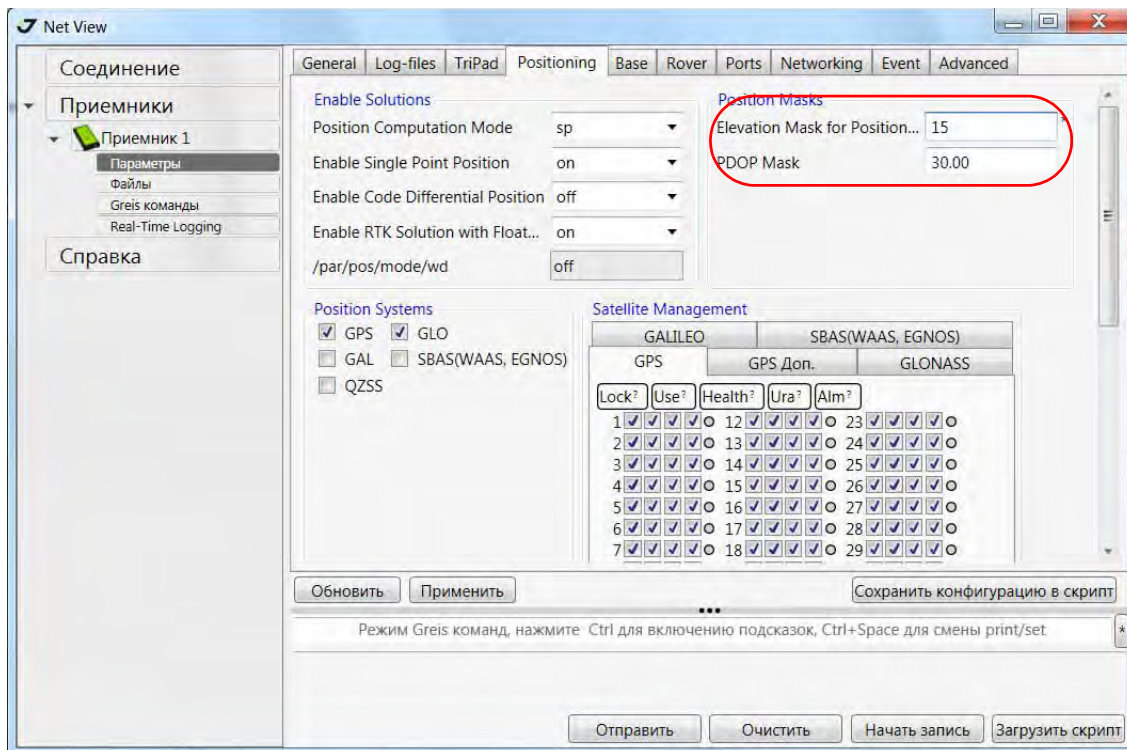 Net View
Соединение
Приемники
Приемник 1
Параметры
Файлы
Greis команды
Real-Time Logging
Справка
General Log-files TriPad Positioning Base Rover Ports Networking Event Advanced
Enable Solutions
Position Computation Mode sp
Enable Single Point Position on
Enable Code Differential Position off
Enable RTK Solution with Float... on
/par/pos/mode/wd off
Position Masks
Elevation Mask for Position... 15 *
PDOP Mask 30.00
Position Systems
GPS GLO
GAL SBAS(WAAS, EGNOS)
QZSS
Satellite Management
GALILEO SBAS(WAAS, EGNOS)
GPS GPS Доп. GLONASS
Lock? Use? Health? Ura? Alm?
1 12 23
2 13 24
3 14 25
4 15 26
5 16 27
6 17 28
7 18 29
Обновить Применить Сохранить конфигурацию в скрипт
Режим Greis команд, нажмите Ctrl для включению подсказок, Ctrl+Space для смены print/set *
Отправить Очистить Начать запись Загрузить скрипт